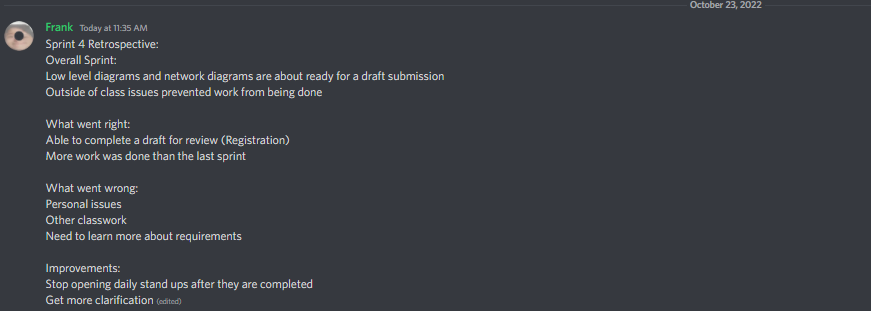 October 23, 2022
Frank Today at 11:35 AM
Sprint 4 Retrospective:
Overall Sprint:
Low level diagrams and network diagrams are about ready for a draft submission
Outside of class issues prevented work from being done
What went right:
Able to complete a draft for review (Registration)
More work was done than the last sprint
What went wrong:
Personal issues
Other classwork
Need to learn more about requirements
Improvements:
Stop opening daily stand ups after they are completed
Get more clarification (edited)